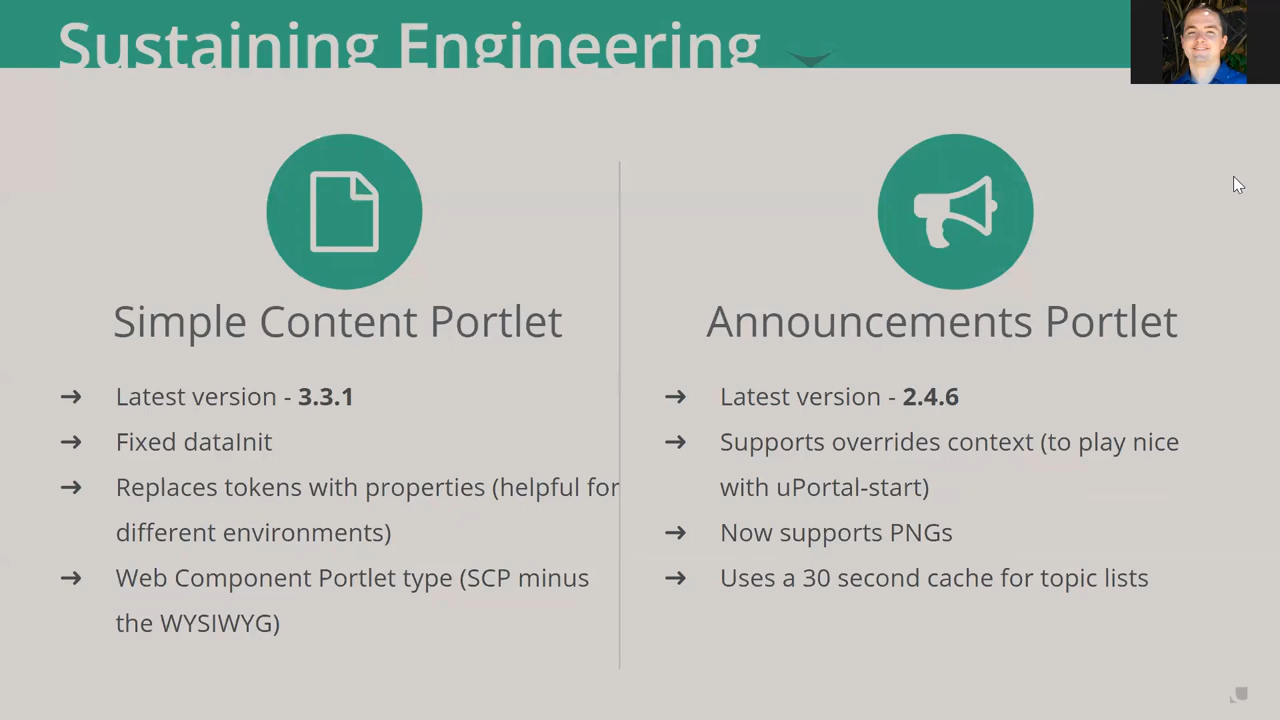 Sustaining Engineering
Simple Content Portlet
→ Latest version - 3.3.1
→ Fixed dataInit
→ Replaces tokens with properties (helpful for
different environments)
→ Web Component Portlet type (SCP minus
the WYSIWYG)
Announcements Portlet
→ Latest version - 2.4.6
→ Supports overrides context (to play nice
with uPortal-start)
→ Now supports PNGs
→ Uses a 30 second cache for topic lists